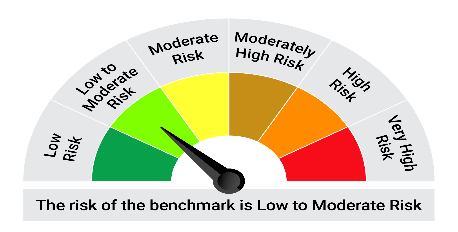 Low
Risk
Low to
Moderate
Risk
Moderate
Risk
Moderately
High Risk
High
Risk
Very High
Risk
The risk of the benchmark is Low to Moderate Risk